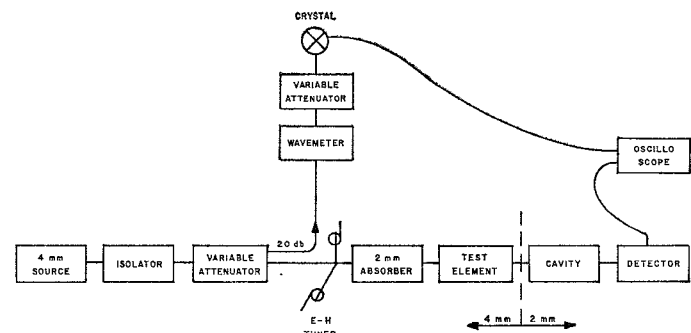 CRYSTAL
VARIABLE
ATTENUATOR
WAVEMETER
OSCILLO
SCOPE
20 db
4 mm
SOURCE
ISOLATOR
VARIABLE
ATTENUATOR
2 mm
ABSORBER
TEST
ELEMENT
CAVITY
DETECTOR
E-H
TUNER
4 mm
2 mm